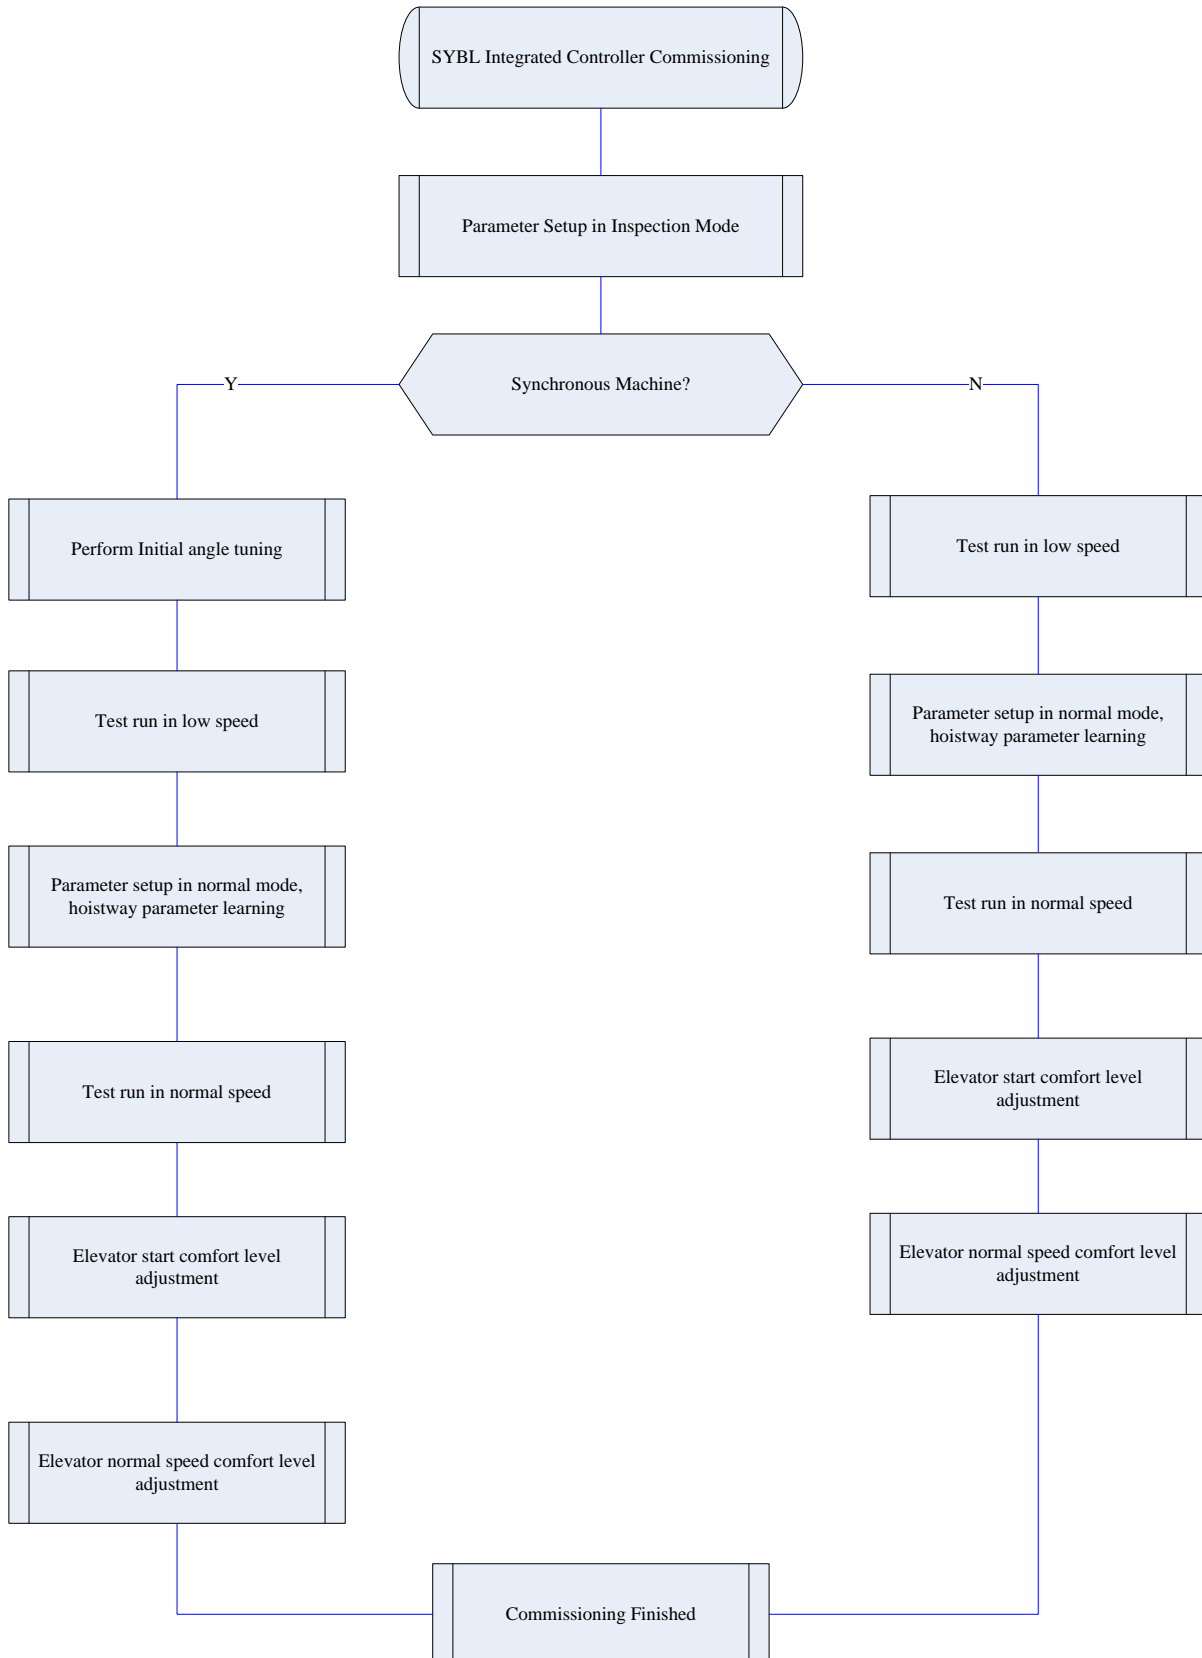 SYBL Integrated Controller Commissioning
Parameter Setup in Inspection Mode
Synchronous Machine?
Y
N
Perform Initial angle tuning
Test run in low speed
Parameter setup in normal mode,
hoistway parameter learning
Test run in normal speed
Elevator start comfort level
adjustment
Elevator normal speed comfort level
adjustment
Test run in low speed
Parameter setup in normal mode,
hoistway parameter learning
Test run in normal speed
Elevator start comfort level
adjustment
Elevator normal speed comfort level
adjustment
Commissioning Finished